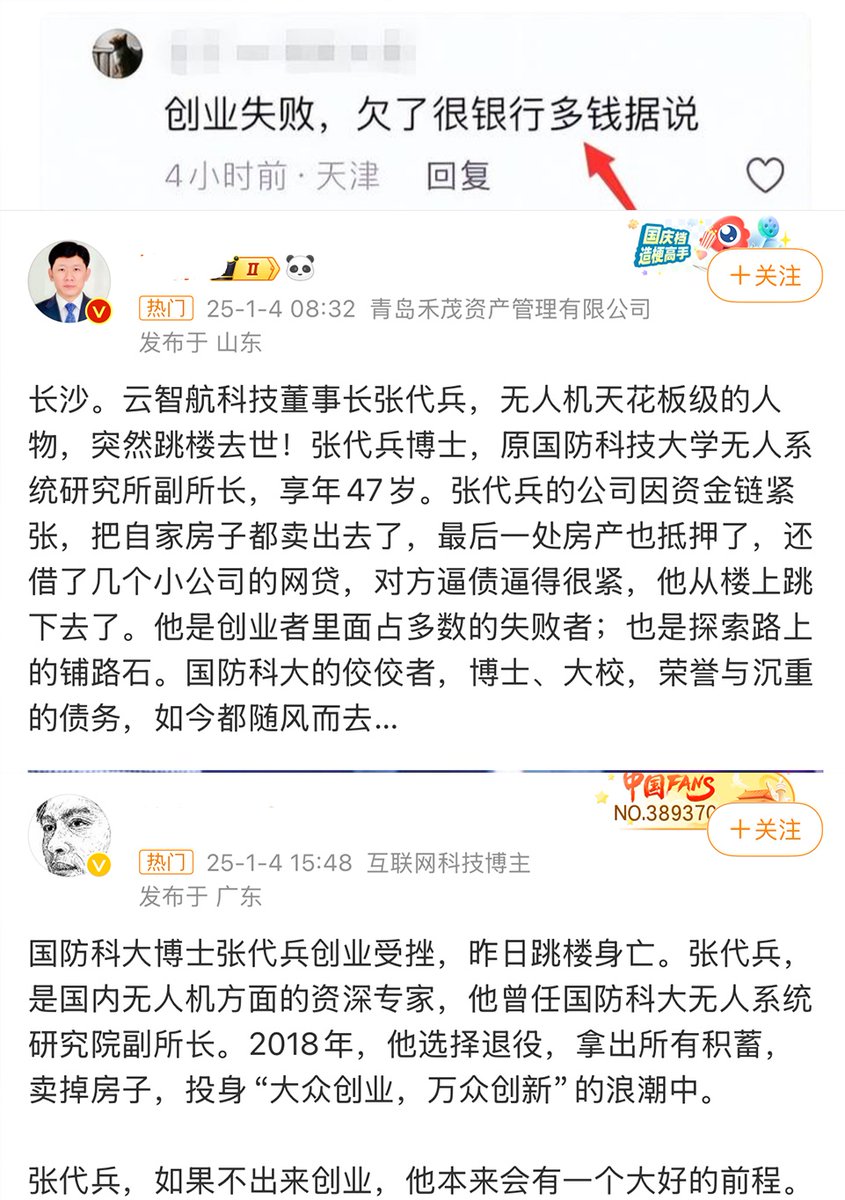 创业失败，欠了很银行多钱据说
4小时前·天津 回复
国庆档
造梗高手
II
＋关注
热门 25-1-4 08:32 青岛禾茂资产管理有限公司
发布于 山东
长沙。云智航科技董事长张代兵，无人机天花板级的人
物，突然跳楼去世！张代兵博士，原国防科技大学无人系
统研究所副所长，享年47岁。张代兵的公司因资金链紧
张，把自家房子都卖出去了，最后一处房产也抵押了，还
借了几个小公司的网贷，对方逼债逼得很紧，他从楼上跳
下去了。他是创业者里面占多数的失败者；也是探索路上
的铺路石。国防科大的佼佼者，博士、大校，荣誉与沉重
的债务，如今都随风而去...
中国FANS
NO.389370
＋关注
热门 25-1-4 15:48 互联网科技博主
发布于 广东
国防科大博士张代兵创业受挫，昨日跳楼身亡。张代兵，
是国内无人机方面的资深专家，他曾任国防科大无人系统
研究院副所长。2018年，他选择退役，拿出所有积蓄，
卖掉房子，投身“大众创业，万众创新”的浪潮中。
张代兵，如果不出来创业，他本来会有一个大好的前程。